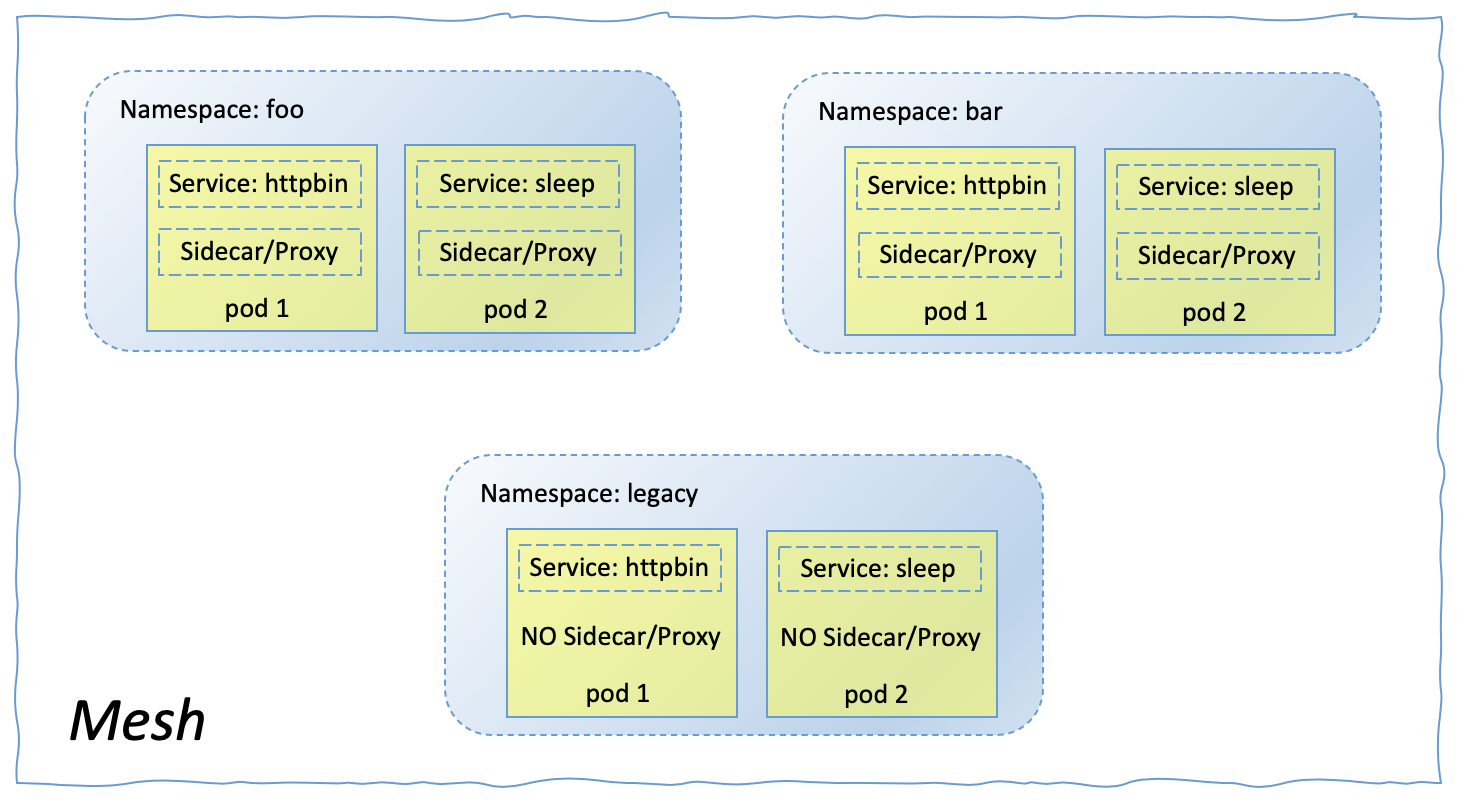 Namespace: foo
Service: httpbin
Sidecar/Proxy
pod 1
Service: sleep
Sidecar/Proxy
pod 2
Namespace: bar
Service: httpbin
Sidecar/Proxy
pod 1
Service: sleep
Sidecar/Proxy
pod 2
Namespace: legacy
Service: httpbin
NO Sidecar/Proxy
pod 1
Service: sleep
NO Sidecar/Proxy
pod 2
Mesh